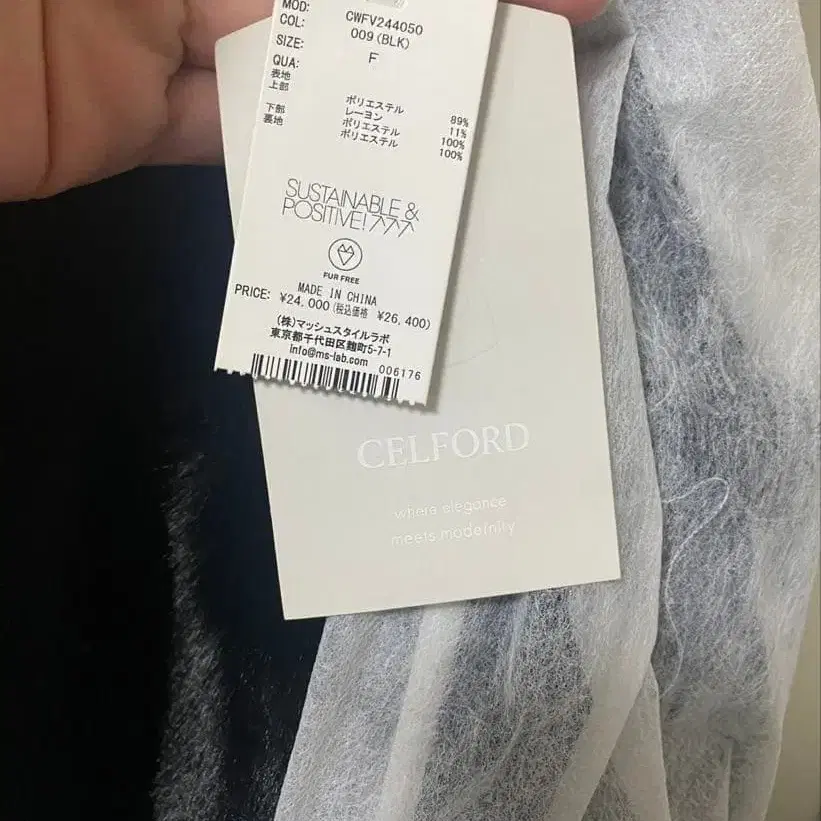 MOD: CWFV244050
COL: 009(BLK)
SIZE: F
QUA:
表地
上部 ポリエステル 89%
レーヨン 11%
下部 ポリエステル 100%
裏地 ポリエステル 100%
SUSTAINABLE &
POSITIVE!
FUR FREE
MADE IN CHINA
PRICE: ¥24,000(税込価格 ¥26,400)
(株)マッシュスタイルラボ
東京都千代田区麹町5-7-1
info@ms-lab.com
006176
CELFORD
where elegance
meets modernity